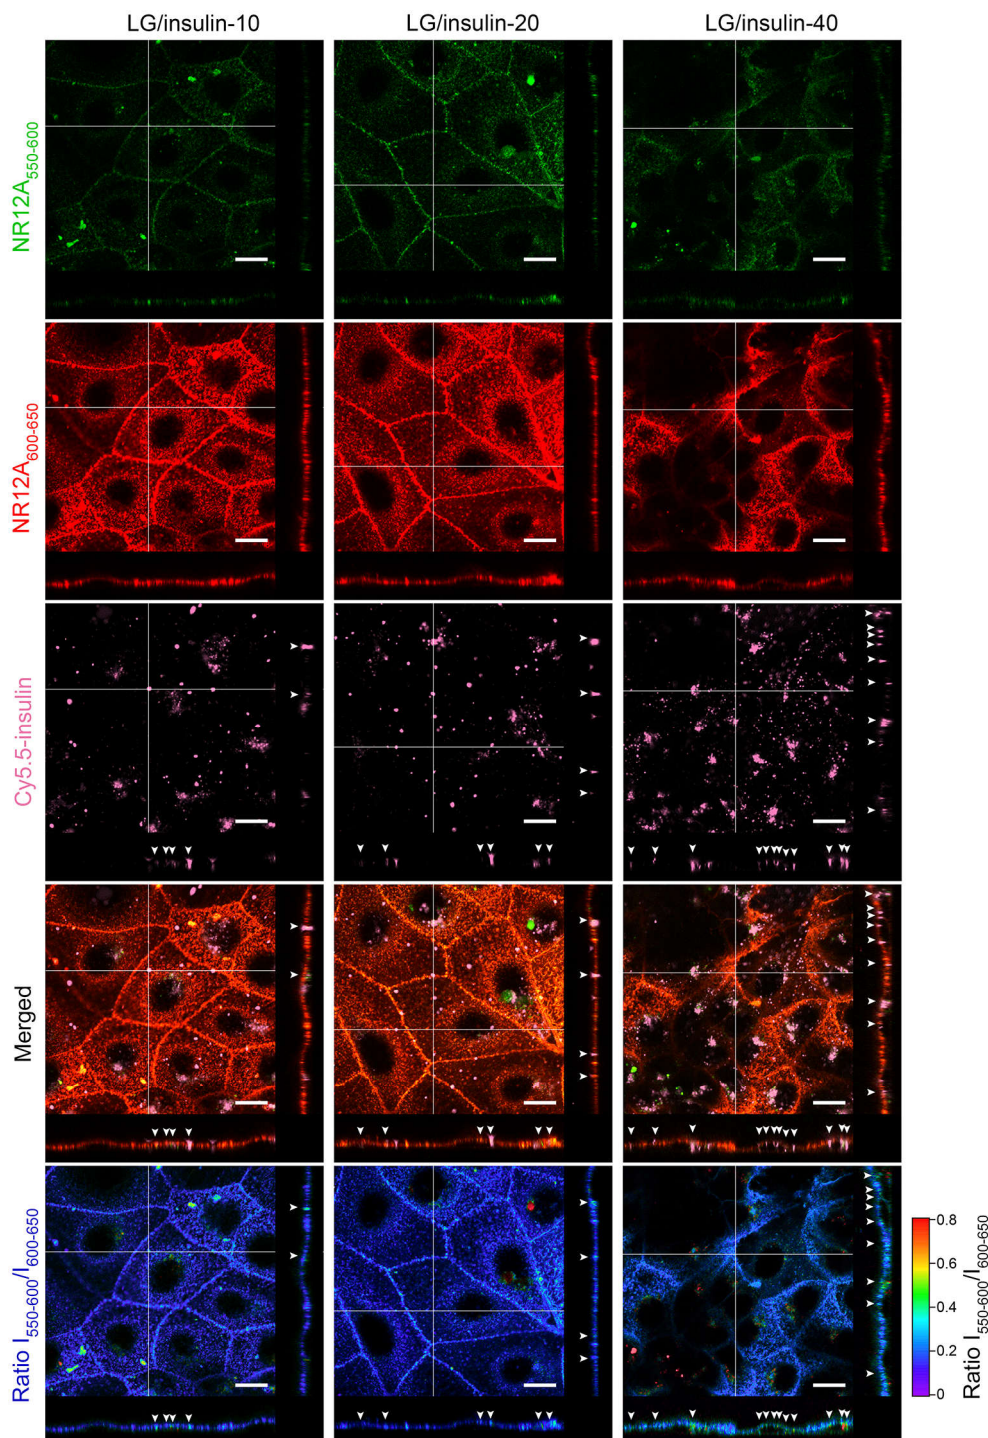 LG/insulin-10 LG/insulin-20 LG/insulin-40
NR12A550-600
NR12A600-650
Cy5.5-insulin
Merged
Ratio I550-600/I600-650
0.8
0.6
0.4
0.2
0
Ratio I550-600/I600-650